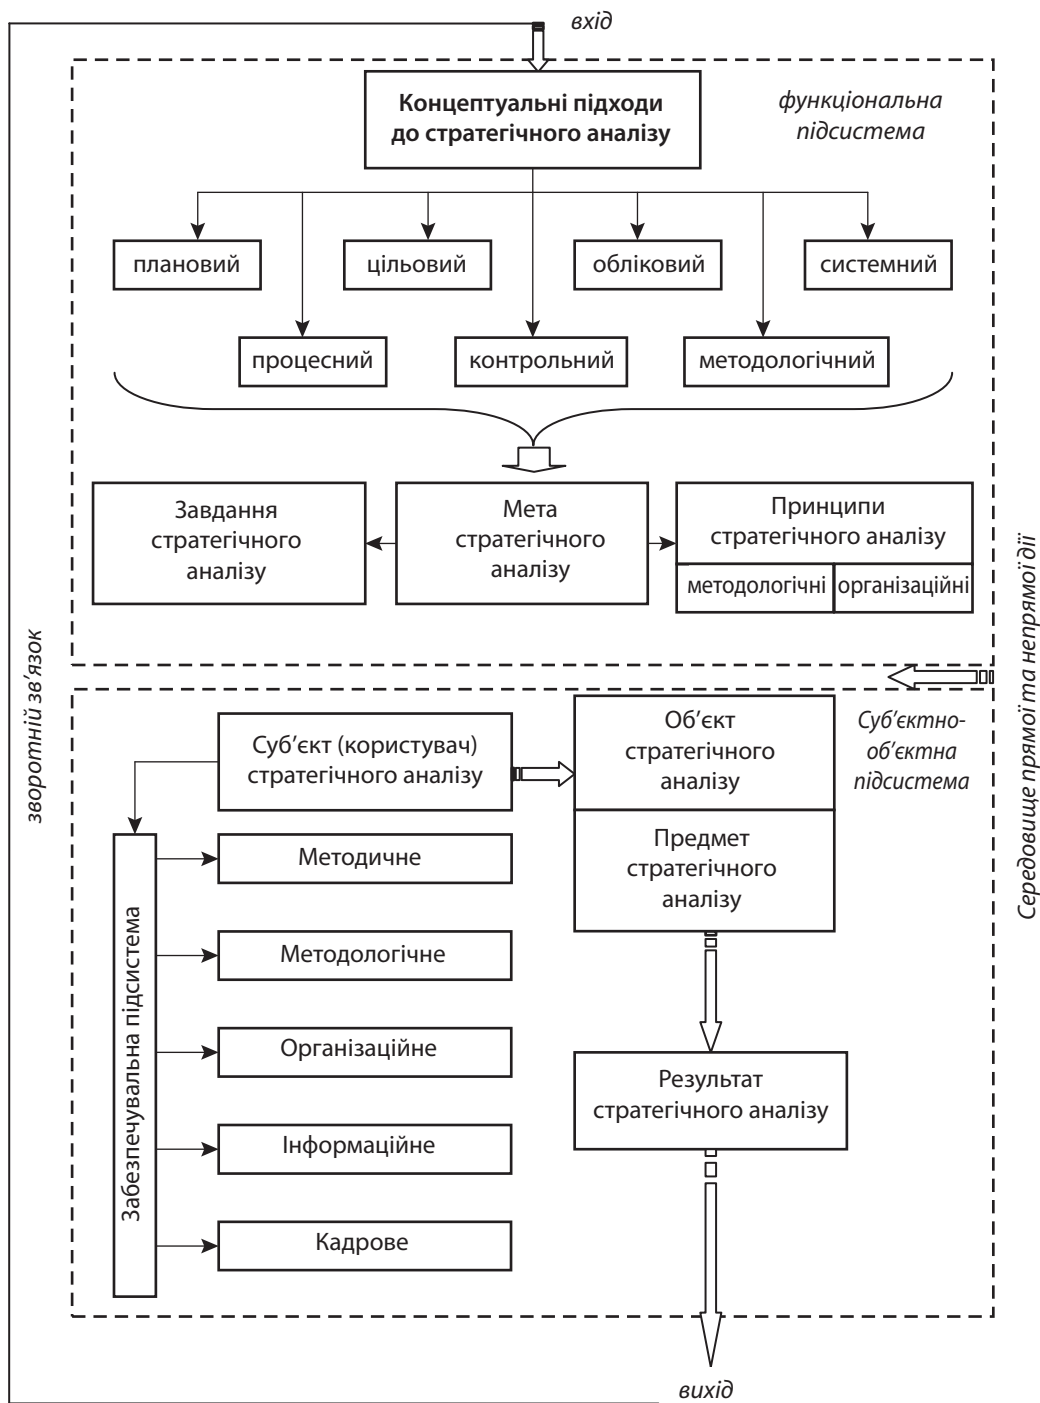 вхід
Концептуальні підходи
до стратегічного аналізу
функціональна
підсистема
плановий
цільовий
обліковий
системний
процесний
контрольний
методологічний
Завдання
стратегічного
аналізу
Мета
стратегічного
аналізу
Принципи
стратегічного аналізу
методологічні
організаційні
зворотній зв’язок
Середовище прямої та непрямої дії
Суб’єкт (користувач)
стратегічного аналізу
Об’єкт
стратегічного
аналізу
Суб’єктно-
об’єктна
підсистема
Предмет
стратегічного
аналізу
Забезпечувальна підсистема
Методичне
Методологічне
Організаційне
Інформаційне
Кадрове
Результат
стратегічного аналізу
вихід